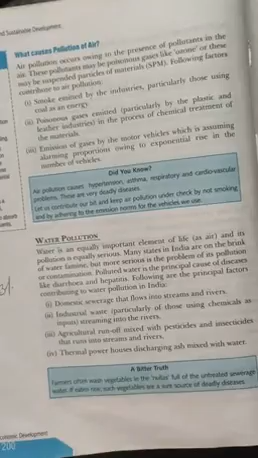 nd Sustainable Development
What causes Pollution of Air?
Air pollution occurs owing to the presence of pollutants in the
air. These pollutants may be poisonous gases like 'ozone' or these
may be suspended particles of materials (SPM). Following factors
contribute to air pollution:
(i) Smoke emitted by the industries, particularly those using
coal as an energy.
(ii) Poisonous gases emitted (particularly by the plastic and
leather industries) in the process of chemical treatment of
the materials.
(iii) Emission of gases by the motor vehicles which is assuming
alarming proportions owing to exponential rise in the
number of vehicles.
Did You Know?
Air pollution causes hypertension, asthma, respiratory and cardiovascular
problems. These are very deadly diseases.
Let us contribute our bit and keep air pollution under check by not smoking
and by adhering to the emission norms for the vehicles we use.
WATER POLLUTION
Water is an equally important element of life (as air) and its
pollution is equally serious. Many states in India are on the brink
of water famine, but more serious is the problem of its pollution
or contamination. Polluted water is the principal cause of diseases
like diarrhoea and hepatitis. Following are the principal factors
contributing to water pollution in India:
(i) Domestic sewerage that flows into streams and rivers.
(ii) Industrial waste (particularly of those using chemicals as
inputs) streaming into the rivers.
(iii) Agricultural run-off mixed with pesticides and insecticides
that runs into streams and rivers.
(iv) Thermal power houses discharging ash mixed with water.
A Bitter Truth
Farmers often wash vegetables in the 'nullas' full of the untreated sewerage
water. If eaten raw, such vegetables are a sure source of deadly diseases.
conomic Development
200